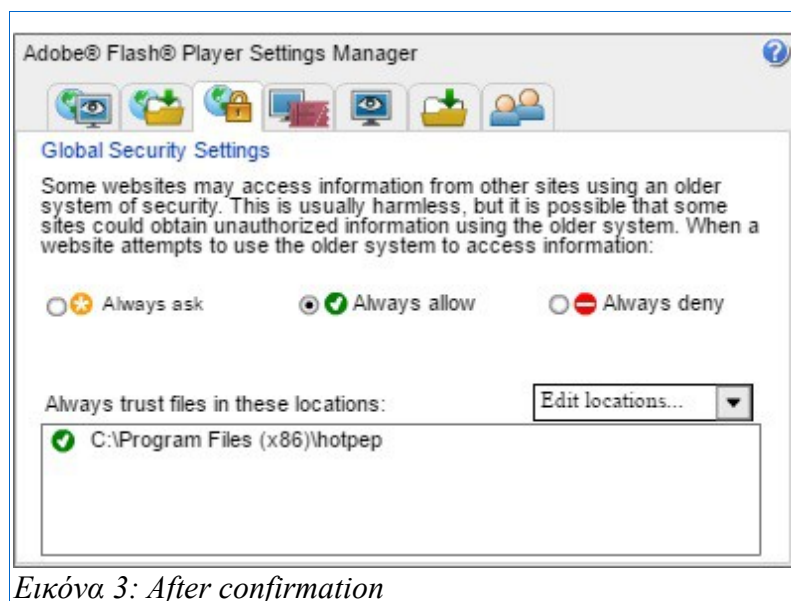 Adobe® Flash® Player Settings Manager
Global Security Settings
Some websites may access information from other sites using an older
system of security. This is usually harmless, but it is possible that some
sites could obtain unauthorized information using the older system. When a
website attempts to use the older system to access information:
Always ask Always allow Always deny
Always trust files in these locations: Edit locations...
C:\Program Files (x86)\hotpep
Εικόνα 3: After confirmation